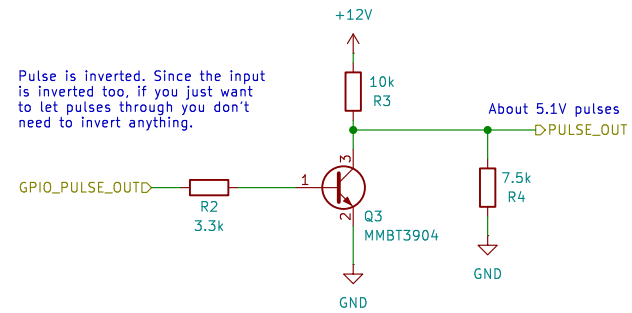 +12V
Pulse is inverted. Since the input
is inverted too, if you just want
to let pulses through you don't
need to invert anything.
10k
R3
About 5.1V pulses
PULSE_OUT
3
1
GPIO_PULSE_OUT
R2
3.3k
2
Q3
MMBT3904
7.5k
R4
GND
GND